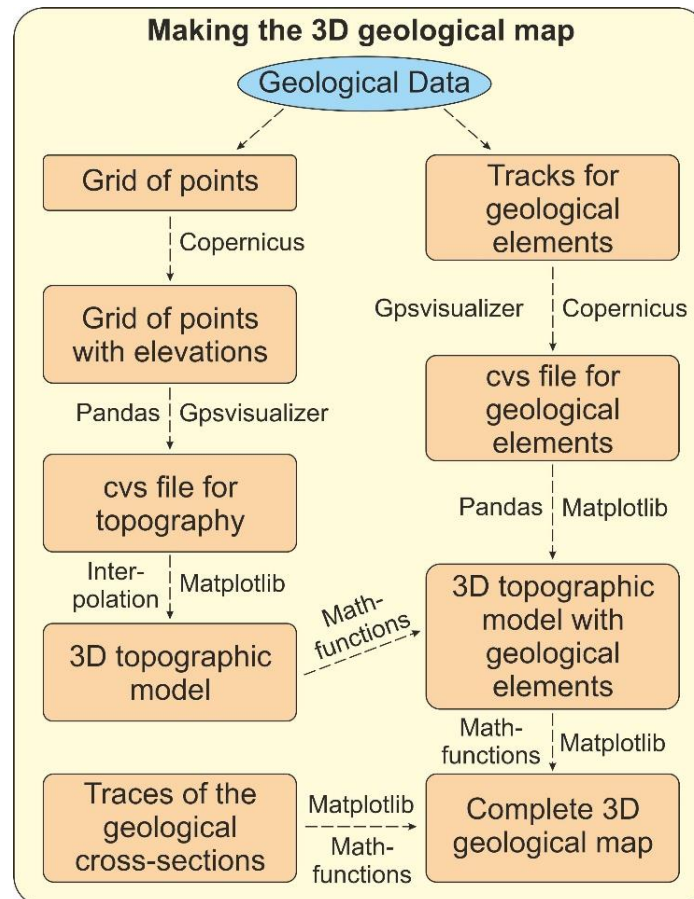 Making the 3D geological map
Geological Data
Grid of points
Copernicus
Grid of points
with elevations
Pandas
Gpsvisualizer
cvs file for
topography
Inter-
polation
Matplotlib
3D topographic
model
Math-
functions
Tracks for
geological
elements
Gpsvisualizer
Copernicus
cvs file for
geological
elements
Pandas
Matplotlib
3D topographic
model with
geological
elements
Math-
functions
Matplotlib
Traces of the
geological
cross-sections
Matplotlib
Math-
functions
Complete 3D
geological map